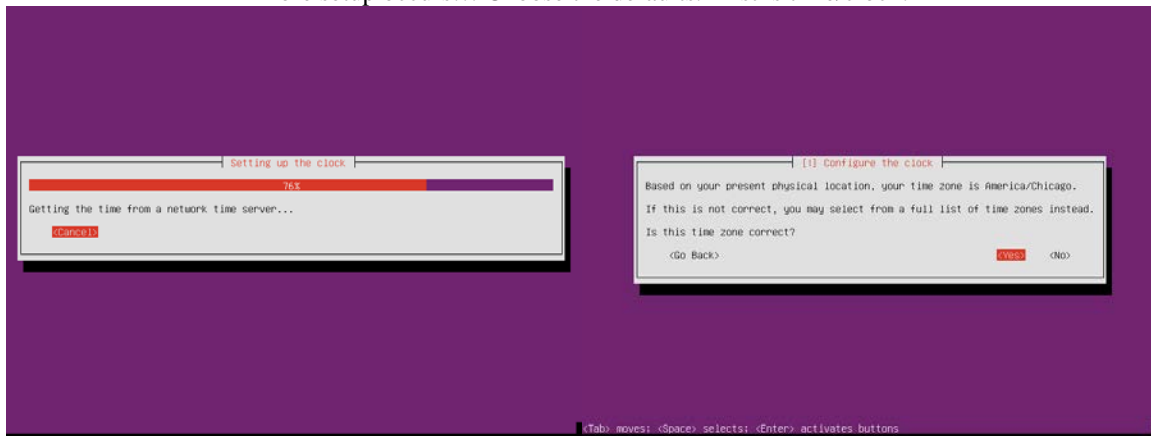 Setting up the clock
76%
Getting the time from a network time server...
<Cancel>
[!] Configure the clock
Based on your present physical location, your time zone is America/Chicago.
If this is not correct, you may select from a full list of time zones instead.
Is this time zone correct?
<Go Back> <Yes> <No>
<Tab> moves; <Space> selects; <Enter> activates buttons